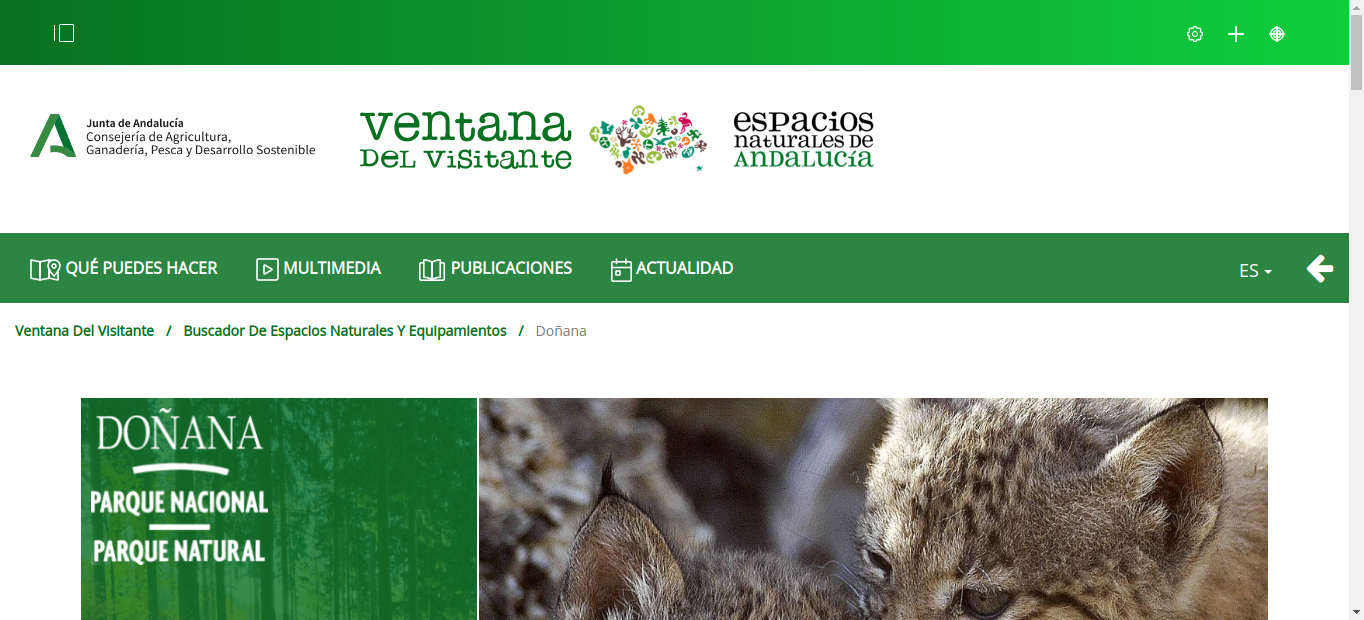 Junta de Andalucía
Consejería de Agricultura,
Ganadería, Pesca y Desarrollo Sostenible
ventana
DEL VISITANTE
espacios
naturales de
ANDALUCÍA
QUÉ PUEDES HACER
MULTIMEDIA
PUBLICACIONES
ACTUALIDAD
ES
Ventana Del Visitante / Buscador De Espacios Naturales Y Equipamientos / Doñana
DOÑANA
PARQUE NACIONAL
PARQUE NATURAL